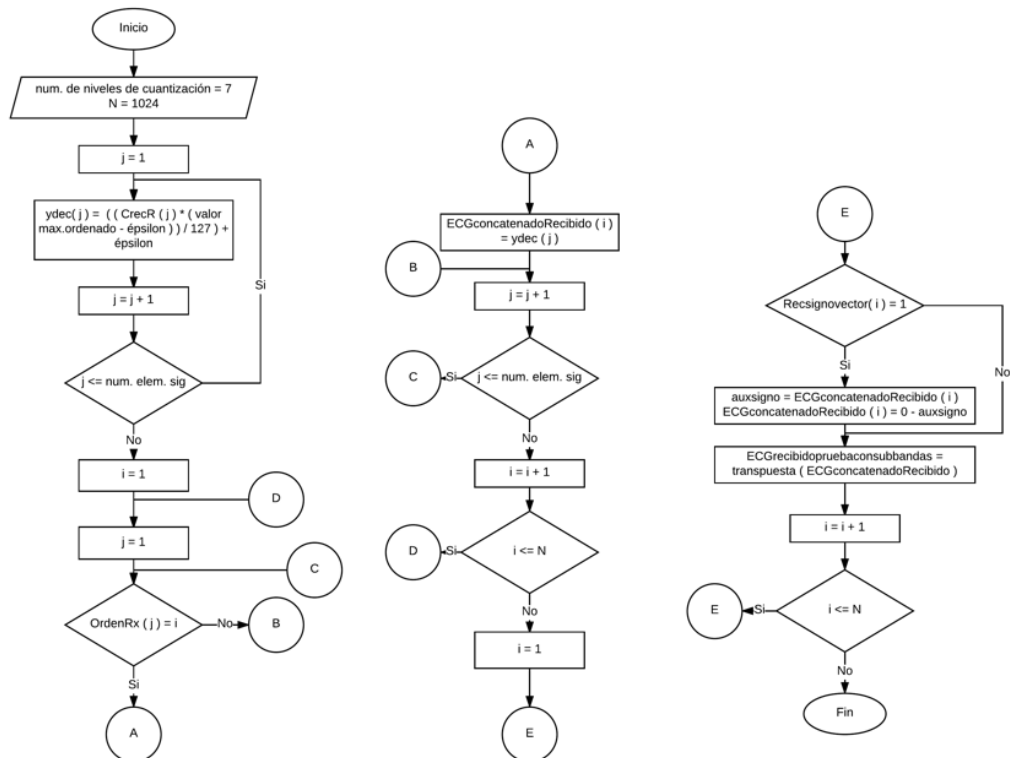 Inicio
num. de niveles de cuantización = 7
N = 1024
j = 1
ydec( j ) = ( ( CrecR ( j ) * ( valor
max.ordenado - épsilon ) ) / 127 ) +
épsilon
Si
j = j + 1
j <= num. elem. sig
No
i = 1
D
j = 1
C
OrdenRx ( j ) = i
No
B
Si
A
A
ECGconcatenadoRecibido ( i )
= ydec ( j )
B
j = j + 1
C
Si
j <= num. elem. sig
No
i = i + 1
D
Si
i <= N
No
i = 1
E
E
Recsignovector( i ) = 1
No
Si
auxsigno = ECGconcatenadoRecibido ( i )
ECGconcatenadoRecibido ( i ) = 0 - auxsigno
ECGrecibidopruebaconsubbandas =
transpuesta ( ECGconcatenadoRecibido )
i = i + 1
E
Si
i <= N
No
Fin